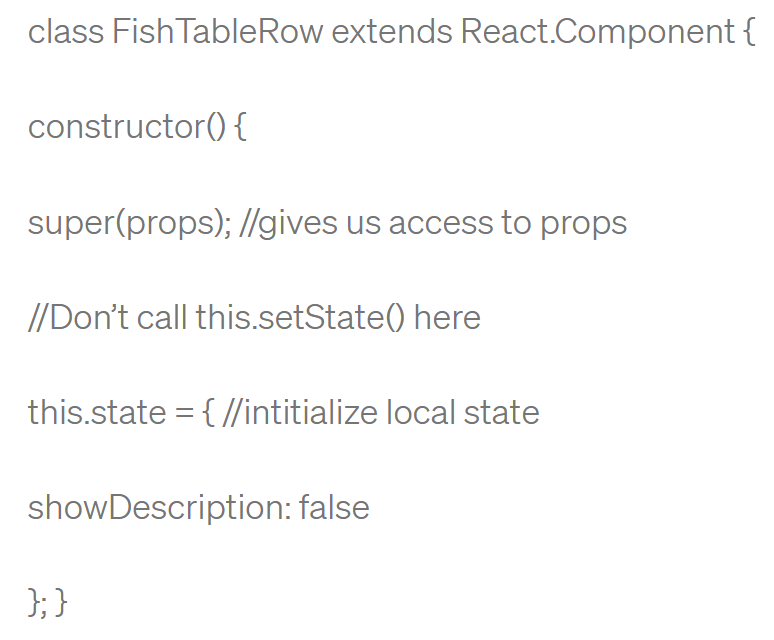 class FishTableRow extends React.Component {
constructor() {
super(props); //gives us access to props
//Don’t call this.setState() here
this.state = { //intitialize local state
showDescription: false
}; }